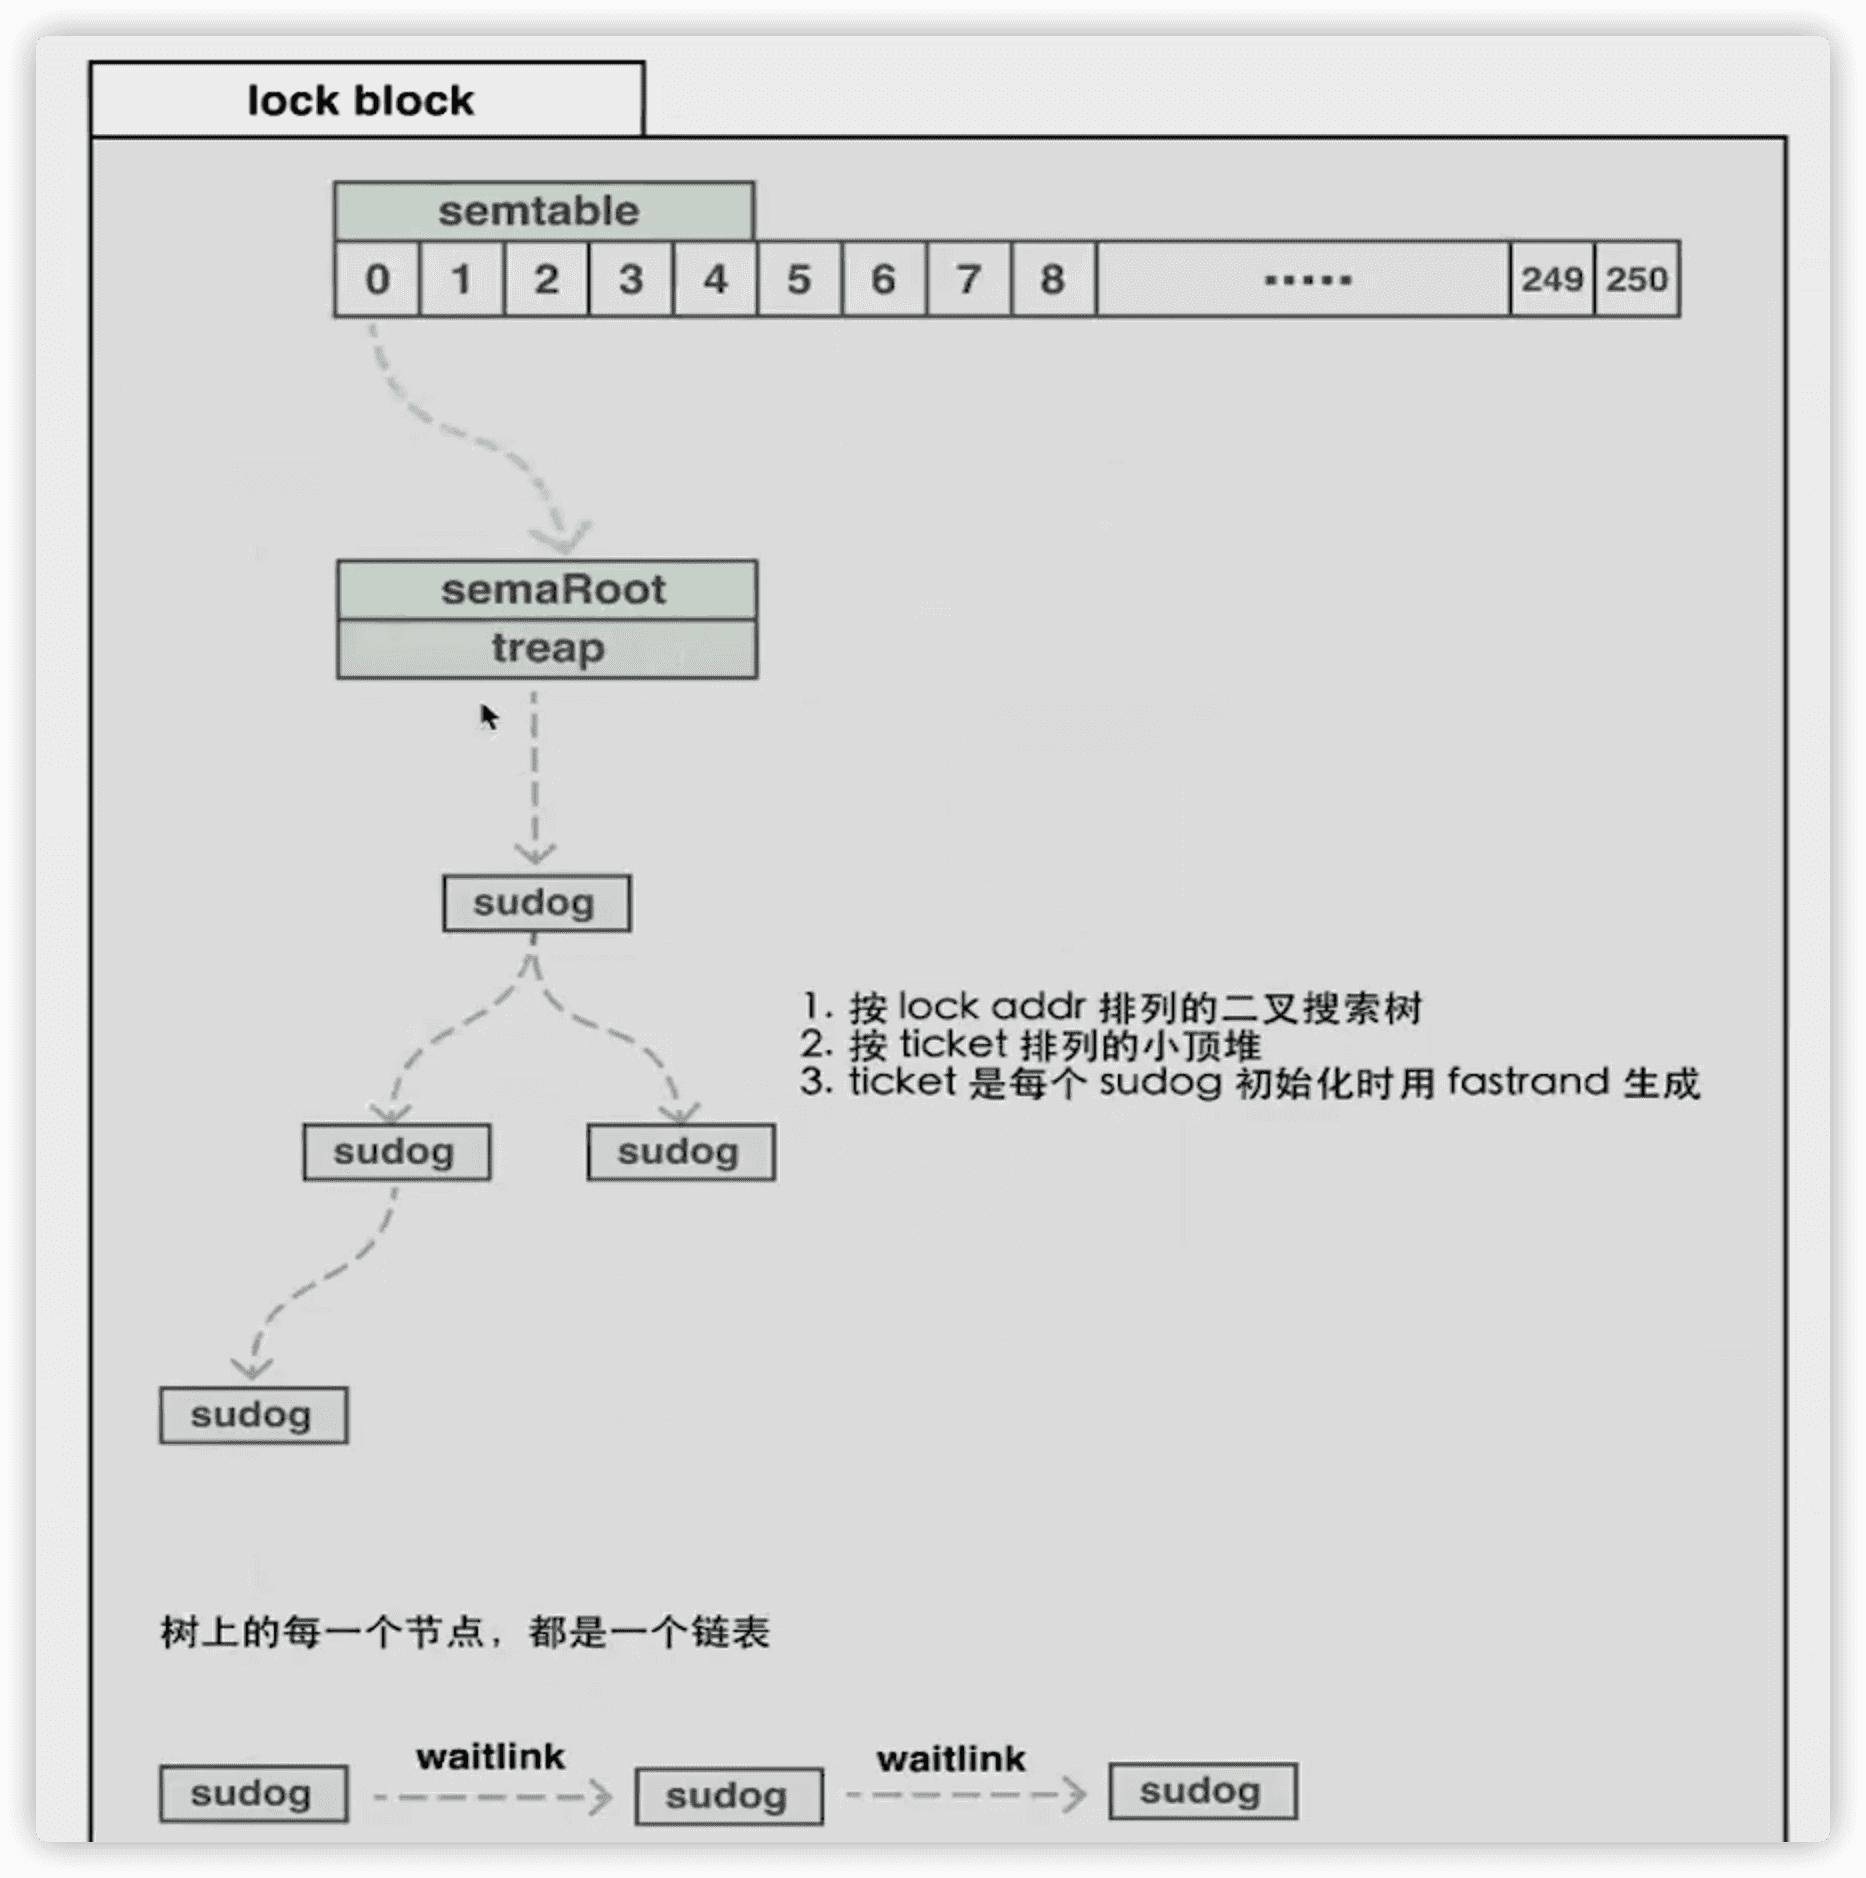 lock block
semtable
0 1 2 3 4 5 6 7 8 ····· 249 250
semaRoot
treap
sudog
1. 按 lock addr 排列的二叉搜索树
2. 按 ticket 排列的小顶堆
3. ticket 是每个 sudog 初始化时用 fastrand 生成
sudog sudog
sudog
树上的每一个节点，都是一个链表
waitlink waitlink
sudog sudog sudog